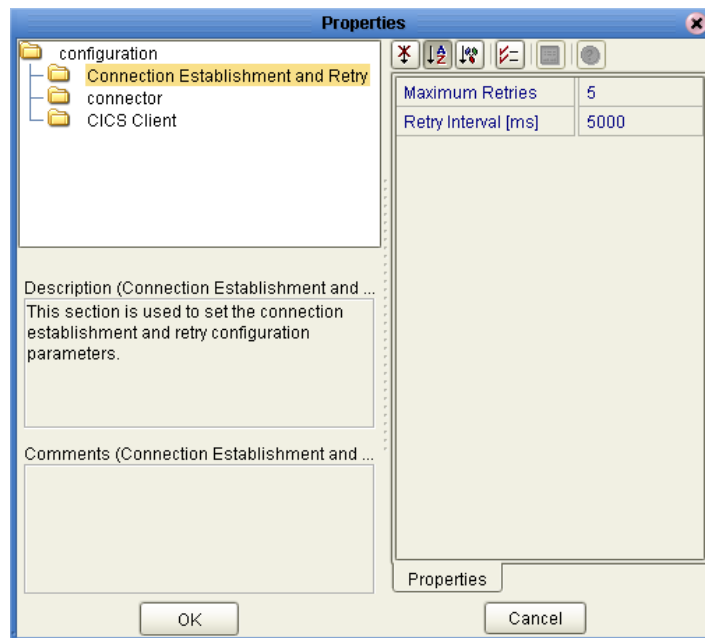 Properties
configuration
Connection Establishment and Retry
connector
CICS Client
Maximum Retries 5
Retry Interval [ms] 5000
Description (Connection Establishment and ...
This section is used to set the connection
establishment and retry configuration
parameters.
Comments (Connection Establishment and ...
Properties
OK
Cancel